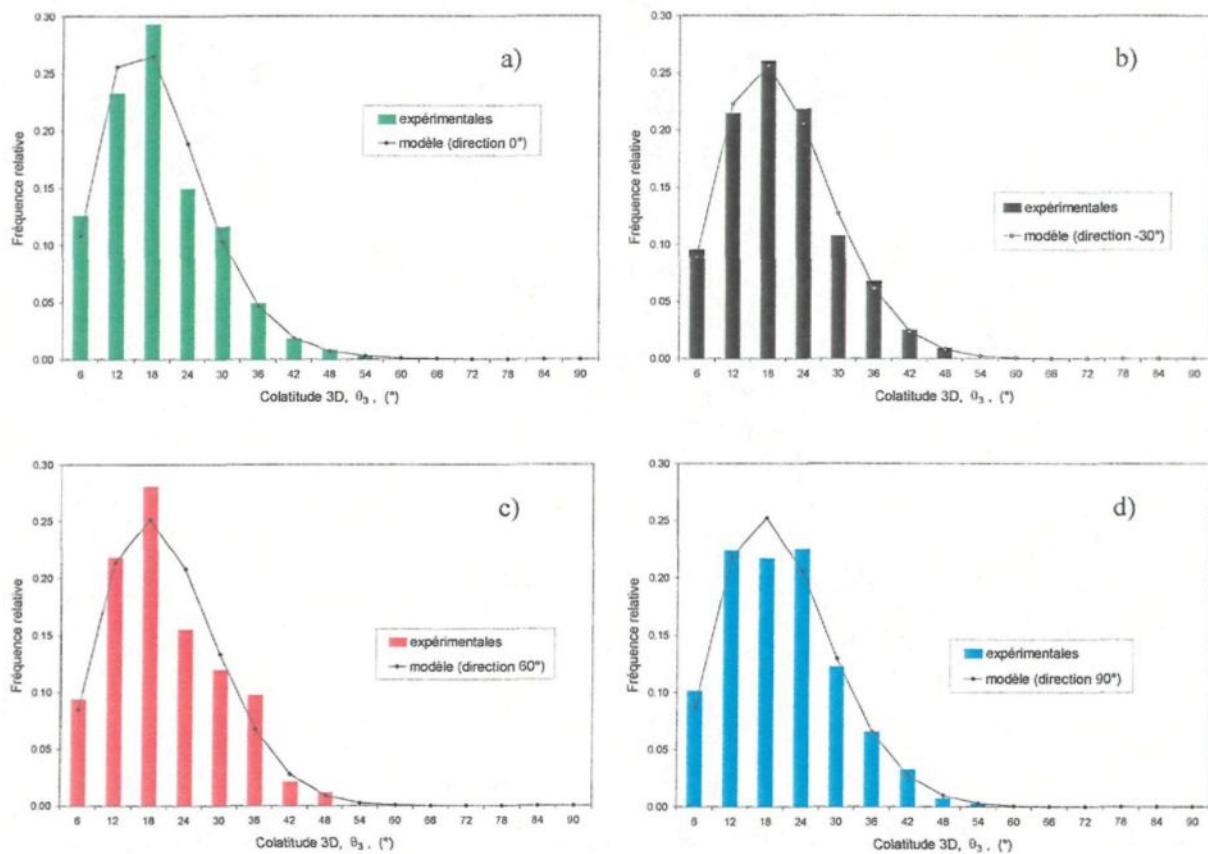 0.30
0.25
0.20
0.15
0.10
0.05
0.00
Fréquence relative
a)
expérimentales
modèle (direction 0°)
6 12 18 24 30 36 42 48 54 60 66 72 78 84 90
Colatitude 3D, θ3 , (°)
0.30
0.25
0.20
0.15
0.10
0.05
0.00
Fréquence relative
b)
expérimentales
modèle (direction -30°)
6 12 18 24 30 36 42 48 54 60 66 72 78 84 90
Colatitude 3D, θ3 , (°)
0.30
0.25
0.20
0.15
0.10
0.05
0.00
Fréquence relative
c)
expérimentales
modèle (direction 60°)
6 12 18 24 30 36 42 48 54 60 66 72 78 84 90
Colatitude 3D, θ3 , (°)
0.30
0.25
0.20
0.15
0.10
0.05
0.00
Fréquence relative
d)
expérimentales
modèle (direction 90°)
6 12 18 24 30 36 42 48 54 60 66 72 78 84 90
Colatitude 3D, θ3 , (°)